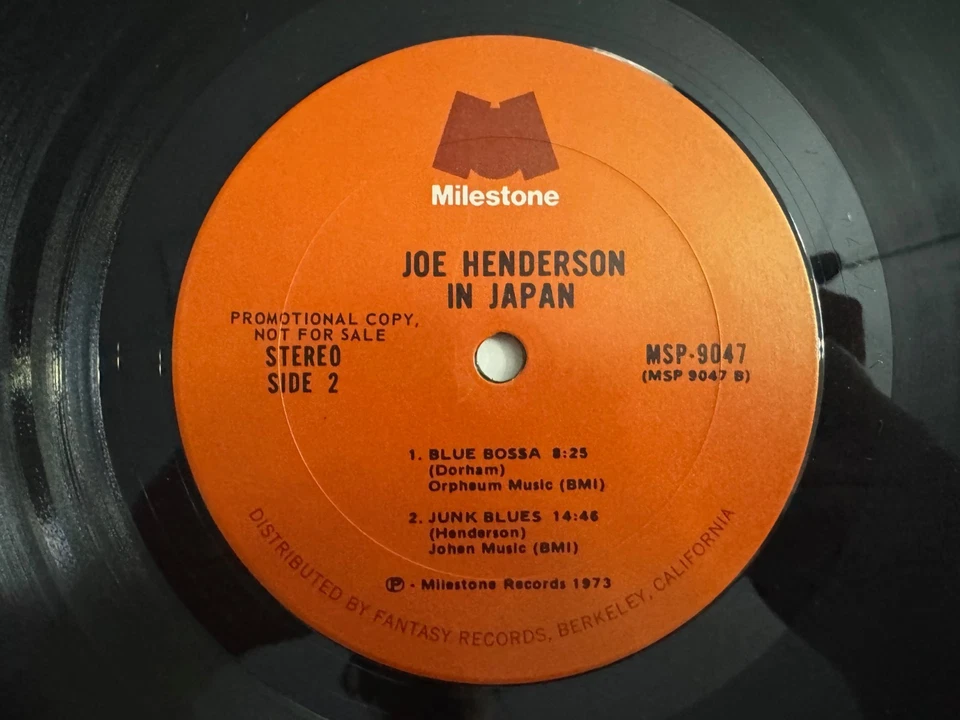 Milestone
JOE HENDERSON
IN JAPAN
PROMOTIONAL COPY,
NOT FOR SALE
STEREO
SIDE 2
MSP-9047
(MSP 9047 B)
1. BLUE BOSSA 8:25
(Dorham)
Orpheum Music (BMI)
2. JUNK BLUES 14:46
(Henderson)
Johen Music (BMI)
℗ - Milestone Records 1973
DISTRIBUTED BY FANTASY RECORDS, BERKELEY, CALIFORNIA